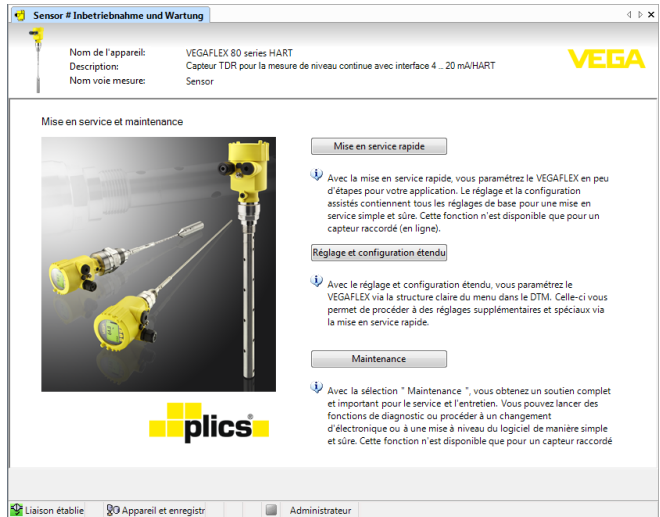 Sensor # Inbetriebnahme und Wartung
Nom de l'appareil: VEGAFLEX 80 series HART
Description: Capteur TDR pour la mesure de niveau continue avec interface 4 .. 20 mA/HART
Nom voie mesure: Sensor
VEGA
Mise en service et maintenance
Mise en service rapide
Avec la mise en service rapide, vous paramétrez le VEGAFLEX en peu
d'étapes pour votre application. Le réglage et la configuration
assistés contiennent tous les réglages de base pour une mise en
service simple et sûre. Cette fonction n'est disponible que pour un
capteur raccordé (en ligne).
Réglage et configuration étendu
Avec le réglage et configuration étendu, vous paramétrez le
VEGAFLEX via la structure claire du menu dans le DTM. Celle-ci vous
permet de procéder à des réglages supplémentaires et spéciaux via
la mise en service rapide.
Maintenance
Avec la sélection " Maintenance ", vous obtenez un soutien complet
et important pour le service et l'entretien. Vous pouvez lancer des
fonctions de diagnostic ou procéder à un changement
d'électronique ou à une mise à niveau du logiciel de manière simple
et sûre. Cette fonction n'est disponible que pour un capteur raccordé
plics®
Liaison établie
Appareil et enregistr
Administrateur